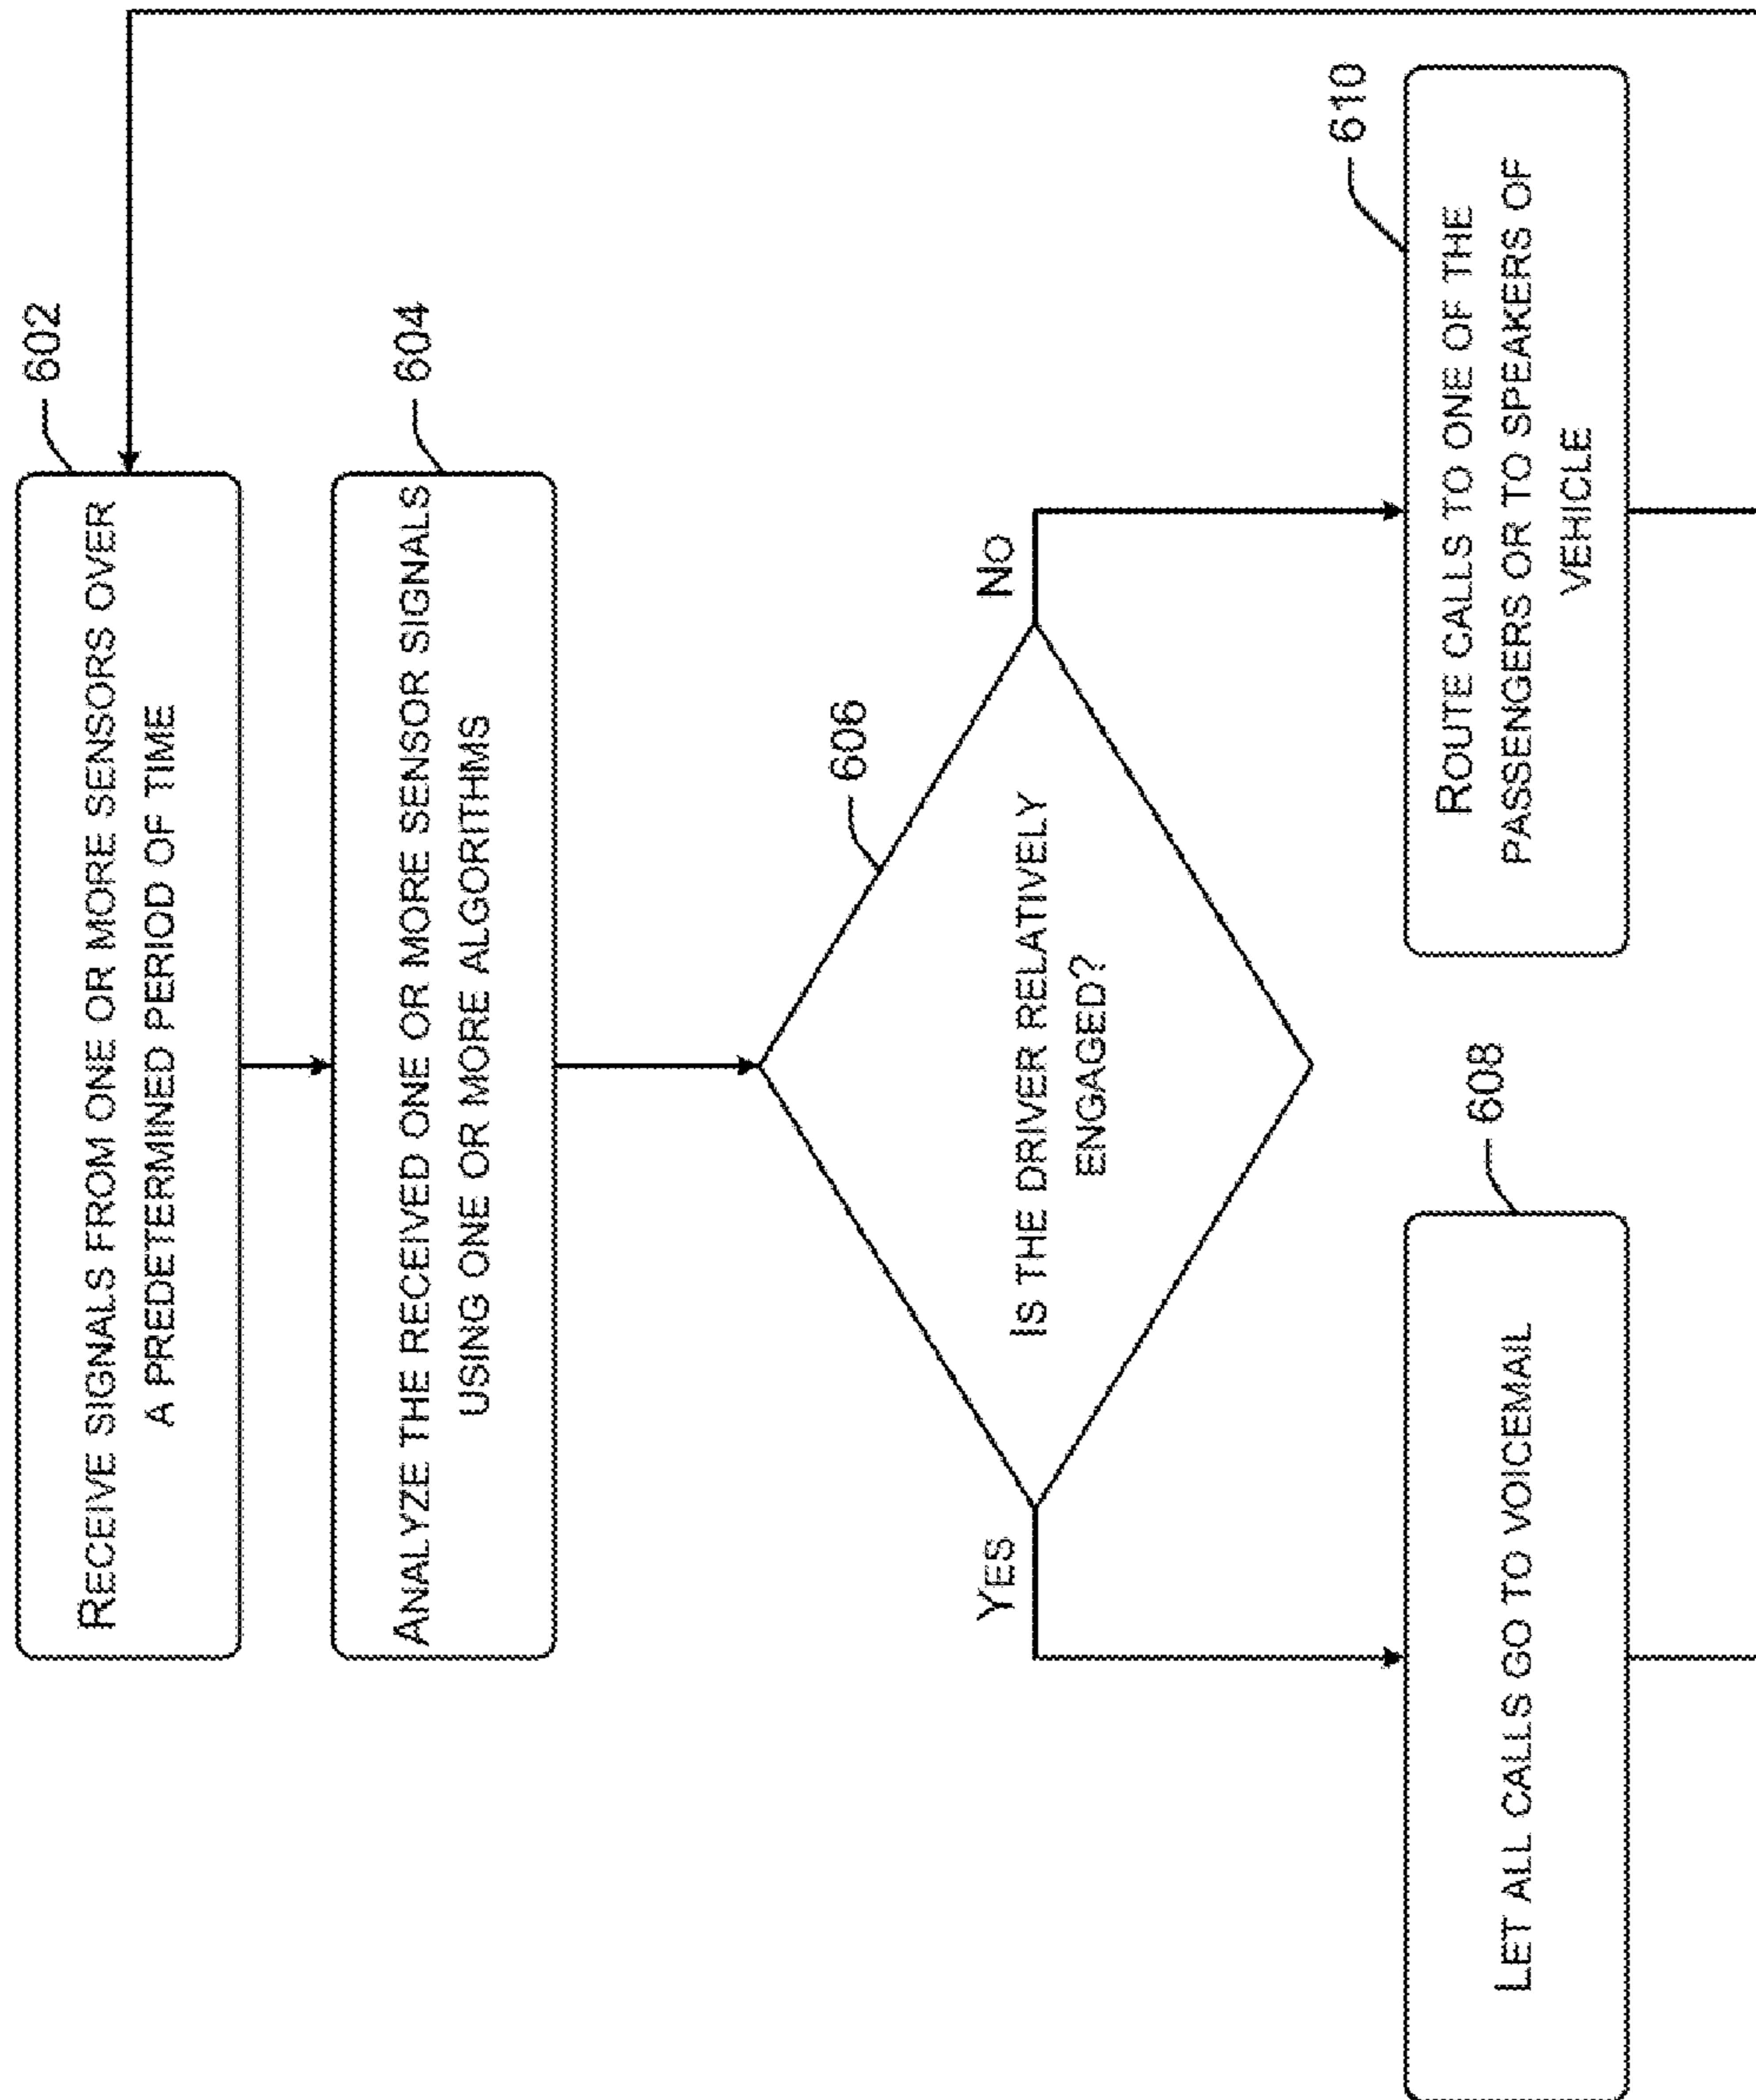 602
RECEIVE SIGNALS FROM ONE OR MORE SENSORS OVER
A PREDETERMINED PERIOD OF TIME
604
ANALYZE THE RECEIVED ONE OR MORE SENSOR SIGNALS
USING ONE OR MORE ALGORITHMS
606
IS THE DRIVER RELATIVELY
ENGAGED?
YES
NO
608
LET ALL CALLS GO TO VOICEMAIL
610
ROUTE CALLS TO ONE OF THE
PASSENGERS OR TO SPEAKERS OF
VEHICLE